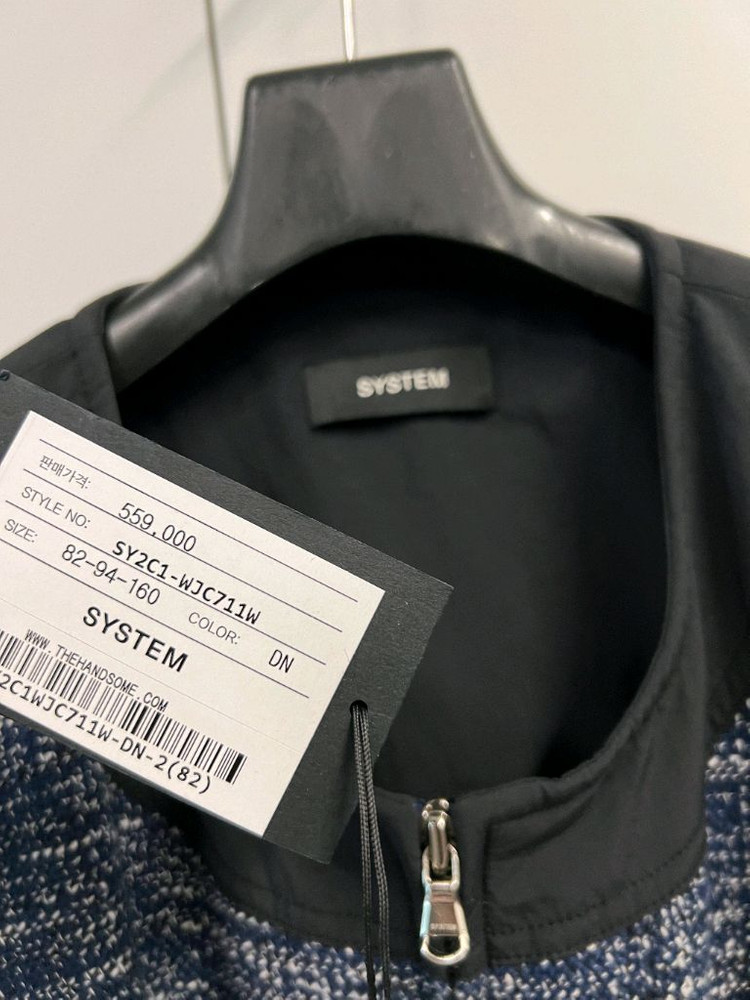 SYSTEM
판매가격: 559,000
STYLE NO: SY2C1-WJC711W
SIZE: 82-94-160 COLOR: DN
SYSTEM
WWW.THEHANDSOME.COM
2C1WJC711W-DN-2(82)
SYSTEM